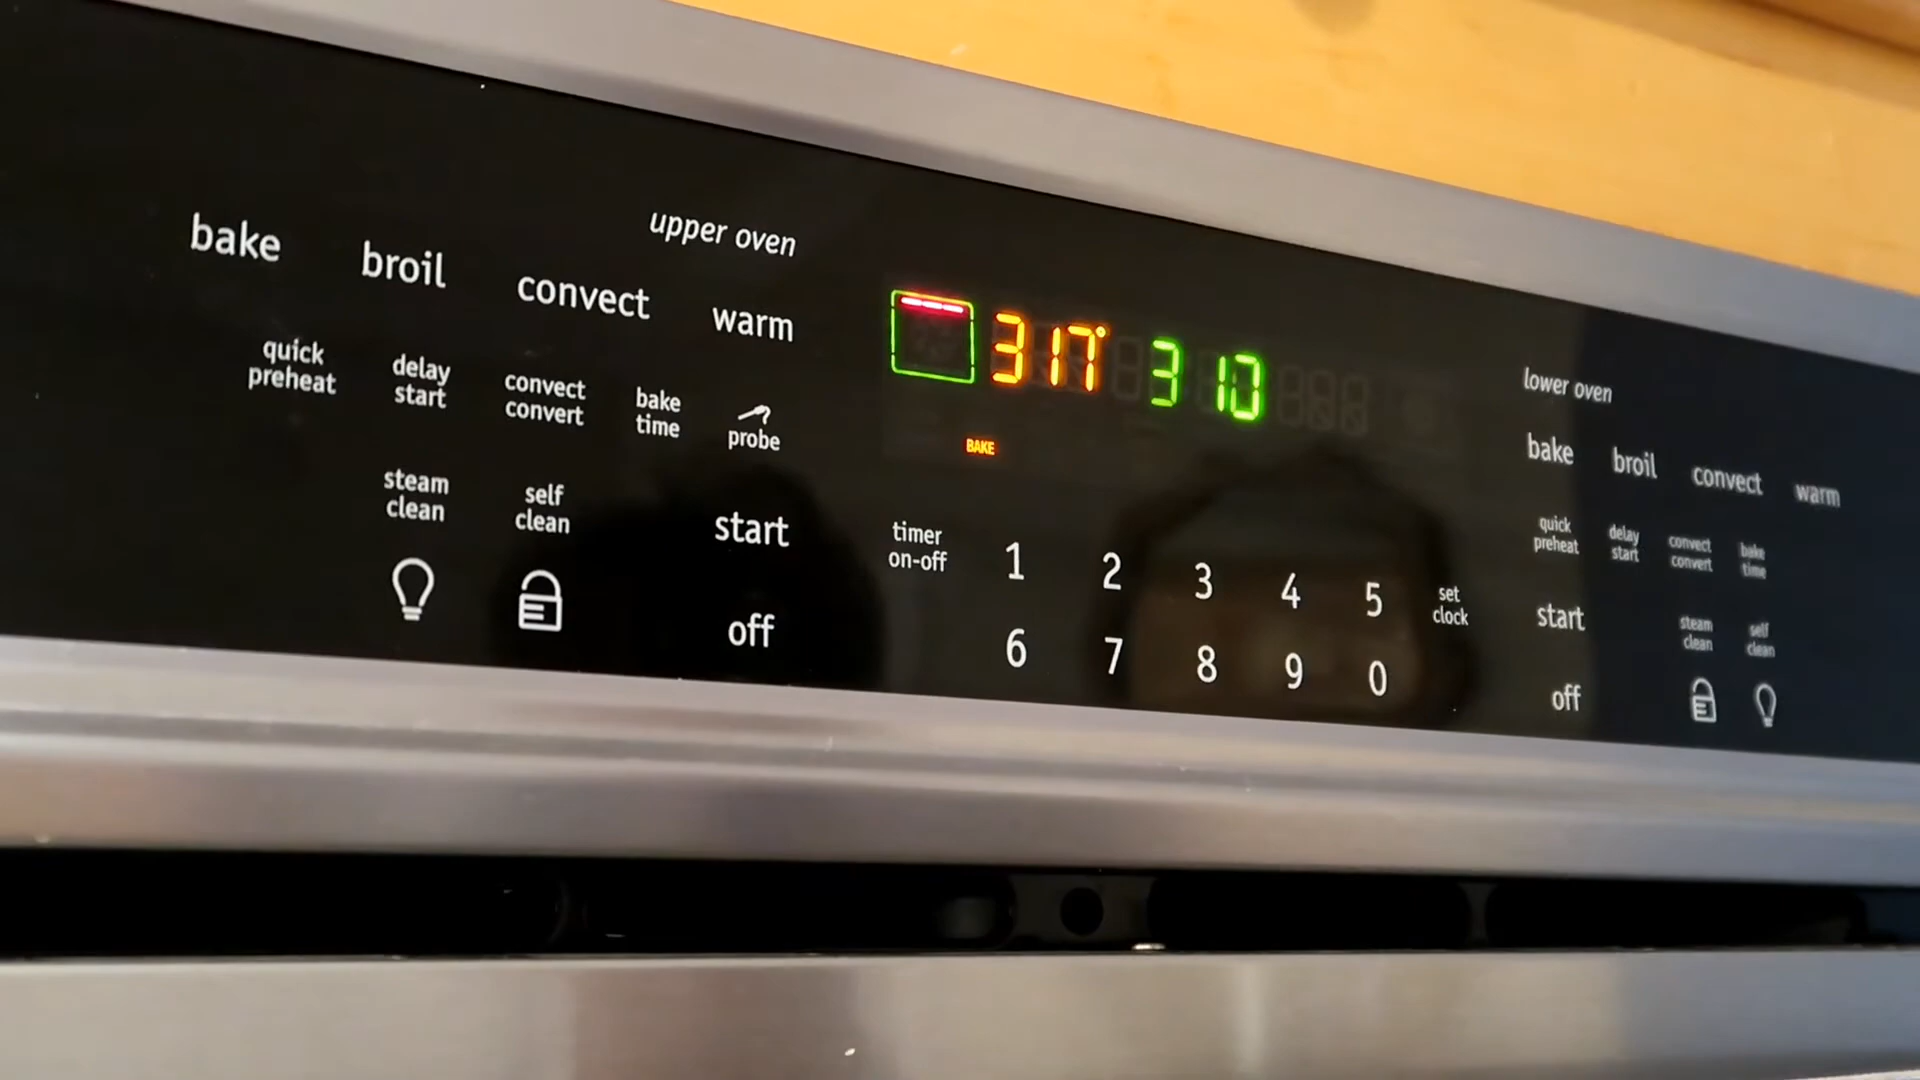 upper oven
bake broil convect warm
quick preheat
delay start
convect convert
bake time
probe
steam clean
self clean
start
off
317° 3 10
BAKE
timer on-off
1 2 3 4 5
6 7 8 9 0
set clock
lower oven
bake broil convect warm
quick preheat
delay start
convect convert
bake time
start
steam clean
self clean
off